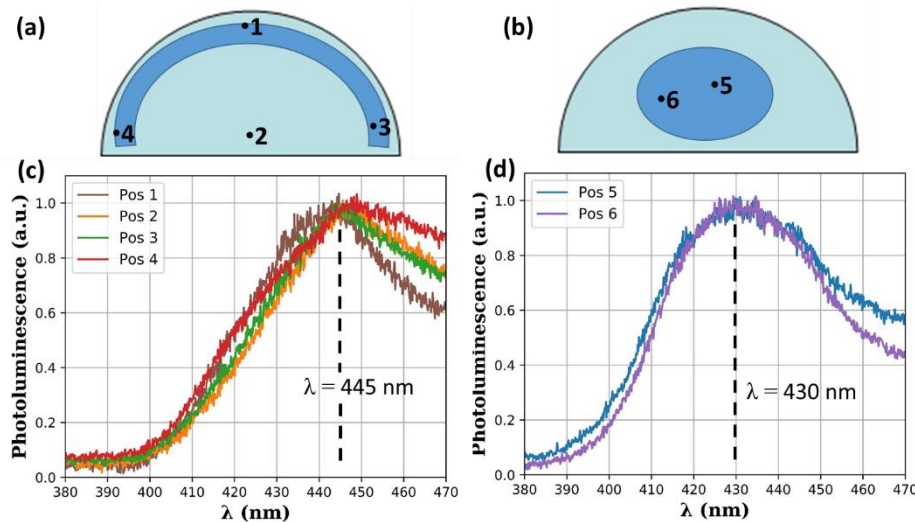 (a)
1
2
3
4
(b)
5
6
(c)
Pos 1
Pos 2
Pos 3
Pos 4
λ = 445 nm
Photoluminescence (a.u.)
1.0
0.8
0.6
0.4
0.2
0.0
380 390 400 410 420 430 440 450 460 470
λ (nm)
(d)
Pos 5
Pos 6
λ = 430 nm
Photoluminescence (a.u.)
1.0
0.8
0.6
0.4
0.2
0.0
380 390 400 410 420 430 440 450 460 470
λ (nm)